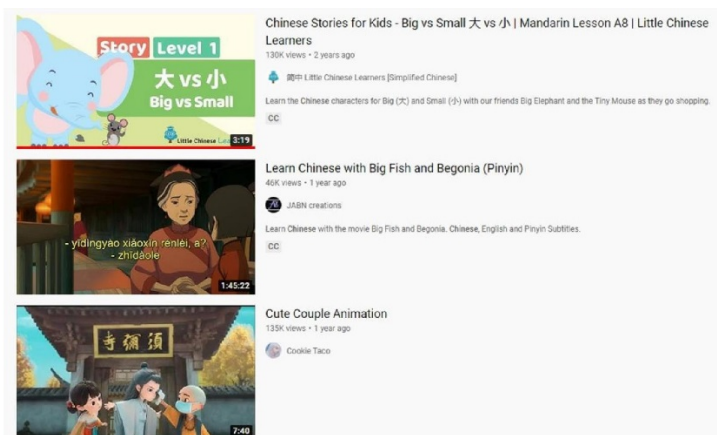 Story Level 1
大 vs 小
Big vs Small
Little Chinese
3:19
Chinese Stories for Kids - Big vs Small 大 vs 小 | Mandarin Lesson A8 | Little Chinese
Learners
130K views • 2 years ago
简中 Little Chinese Learners [Simplified Chinese]
Learn the Chinese characters for Big (大) and Small (小) with our friends Big Elephant and the Tiny Mouse as they go shopping.
CC
- yídìngyào xiǎoxīn rénlèi, a?
- zhīdàole
1:45:22
Learn Chinese with Big Fish and Begonia (Pinyin)
46K views • 1 year ago
JABN creations
Learn Chinese with the movie Big Fish and Begonia. Chinese, English and Pinyin Subtitles.
CC
寺彌須
7:40
Cute Couple Animation
135K views • 1 year ago
Cookie Taco